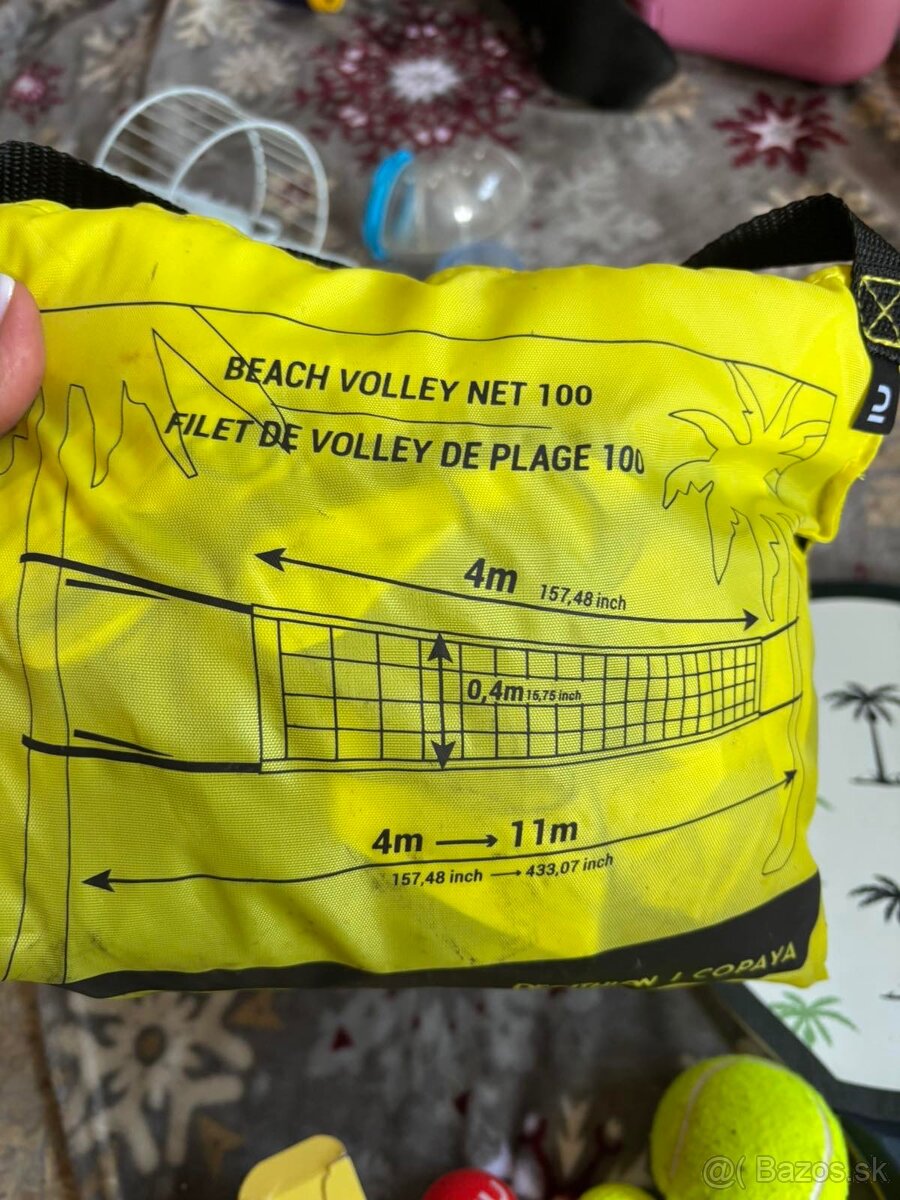 BEACH VOLLEY NET 100
FILET DE VOLLEY DE PLAGE 100
4m 157,48 inch
0,4m 15,75 inch
4m → 11m
157,48 inch → 433,07 inch
COPAYA
@( Bazos.sk